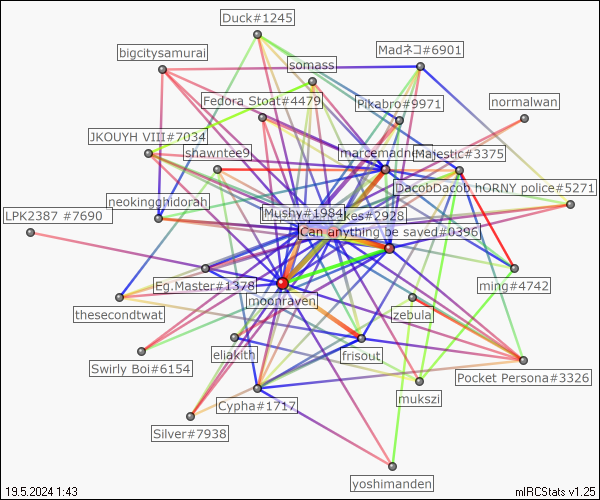 Duck#1245
Madネコ#6901
bigcitysamurai
somass
Fedora Stoat#4479
Pikabro#9971
normalwan
JKOUYH VIII#7034
shawntee9
marcemadne
Majestic#3375
DacobDacob hORNY police#5271
neokingghidorah
LPK2387 #7690
Mushy#1984
kes#2928
Can anything be saved#0396
Eg.Master#1378
ming#4742
moonraven
thesecondtwat
zebula
Swirly Boi#6154
eliakith
frisout
Pocket Persona#3326
mukszi
Cypha#1717
Silver#7938
yoshimanden
19.5.2024 1:43
mIRCStats v1.25